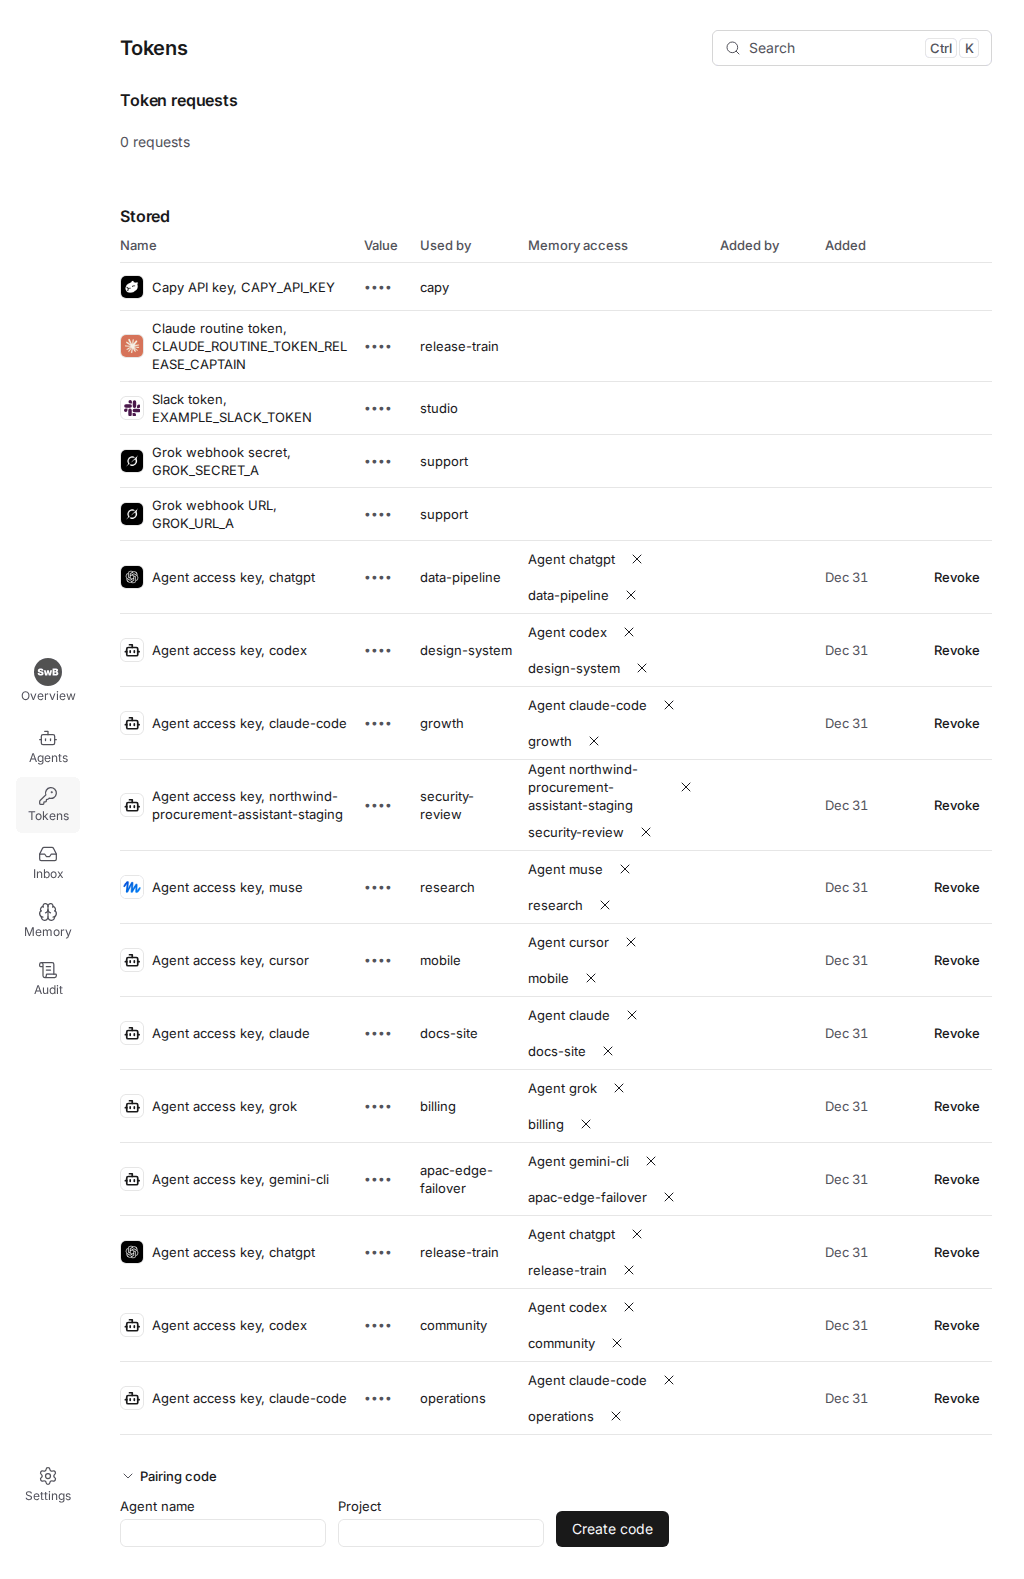 Tokens
Search
Ctrl K
Token requests
0 requests
Stored
Name Value Used by Memory access Added by Added
Capy API key, CAPY_API_KEY •••• capy
Claude routine token,
CLAUDE_ROUTINE_TOKEN_REL
EASE_CAPTAIN
•••• release-train
Slack token,
EXAMPLE_SLACK_TOKEN
•••• studio
Grok webhook secret,
GROK_SECRET_A
•••• support
Grok webhook URL,
GROK_URL_A
•••• support
Agent access key, chatgpt •••• data-pipeline
Agent chatgpt
data-pipeline
Dec 31 Revoke
Agent access key, codex •••• design-system
Agent codex
design-system
Dec 31 Revoke
Agent access key, claude-code •••• growth
Agent claude-code
growth
Dec 31 Revoke
Agent access key, northwind-
procurement-assistant-staging
•••• security-
review
Agent northwind-
procurement-
assistant-staging
security-review
Dec 31 Revoke
Agent access key, muse •••• research
Agent muse
research
Dec 31 Revoke
Agent access key, cursor •••• mobile
Agent cursor
mobile
Dec 31 Revoke
Agent access key, claude •••• docs-site
Agent claude
docs-site
Dec 31 Revoke
Agent access key, grok •••• billing
Agent grok
billing
Dec 31 Revoke
Agent access key, gemini-cli •••• apac-edge-
failover
Agent gemini-cli
apac-edge-failover
Dec 31 Revoke
Agent access key, chatgpt •••• release-train
Agent chatgpt
release-train
Dec 31 Revoke
Agent access key, codex •••• community
Agent codex
community
Dec 31 Revoke
Agent access key, claude-code •••• operations
Agent claude-code
operations
Dec 31 Revoke
Pairing code
Agent name
Project
Create code
SwB
Overview
Agents
Tokens
Inbox
Memory
Audit
Settings